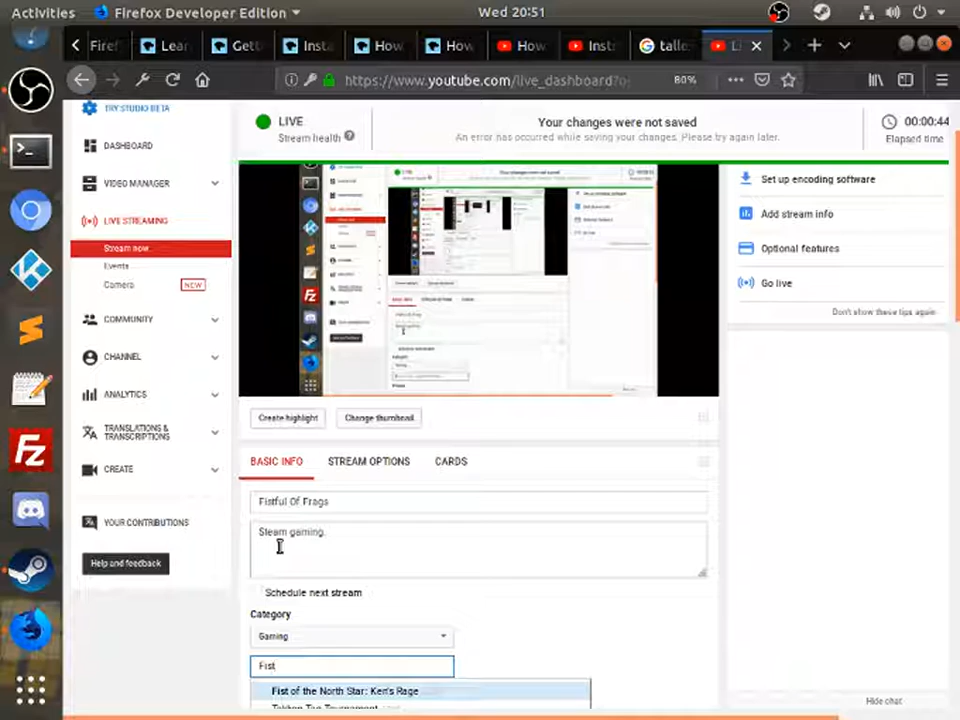 Activities Firefox Developer Edition Wed 20:51
Firef Lear Gett Insta How How How Instr talle L
https://www.youtube.com/live_dashboard?o 80%
TRY STUDIO BETA
DASHBOARD
VIDEO MANAGER
LIVE STREAMING
Stream now
Events
Camera NEW
COMMUNITY
CHANNEL
ANALYTICS
TRANSLATIONS &
TRANSCRIPTIONS
CREATE
YOUR CONTRIBUTIONS
Help and feedback
LIVE
Stream health ?
Your changes were not saved
An error has occurred while saving your changes. Please try again later.
00:00:44
Elapsed time
Create highlight Change thumbnail
BASIC INFO STREAM OPTIONS CARDS
Fistful Of Frags
Steam gaming.
Schedule next stream
Category
Gaming
Fist
Fist of the North Star: Ken's Rage
Tekken Tag Tournament
Set up encoding software
Add stream info
Optional features
Go live
Don't show these tips again
Hide chat